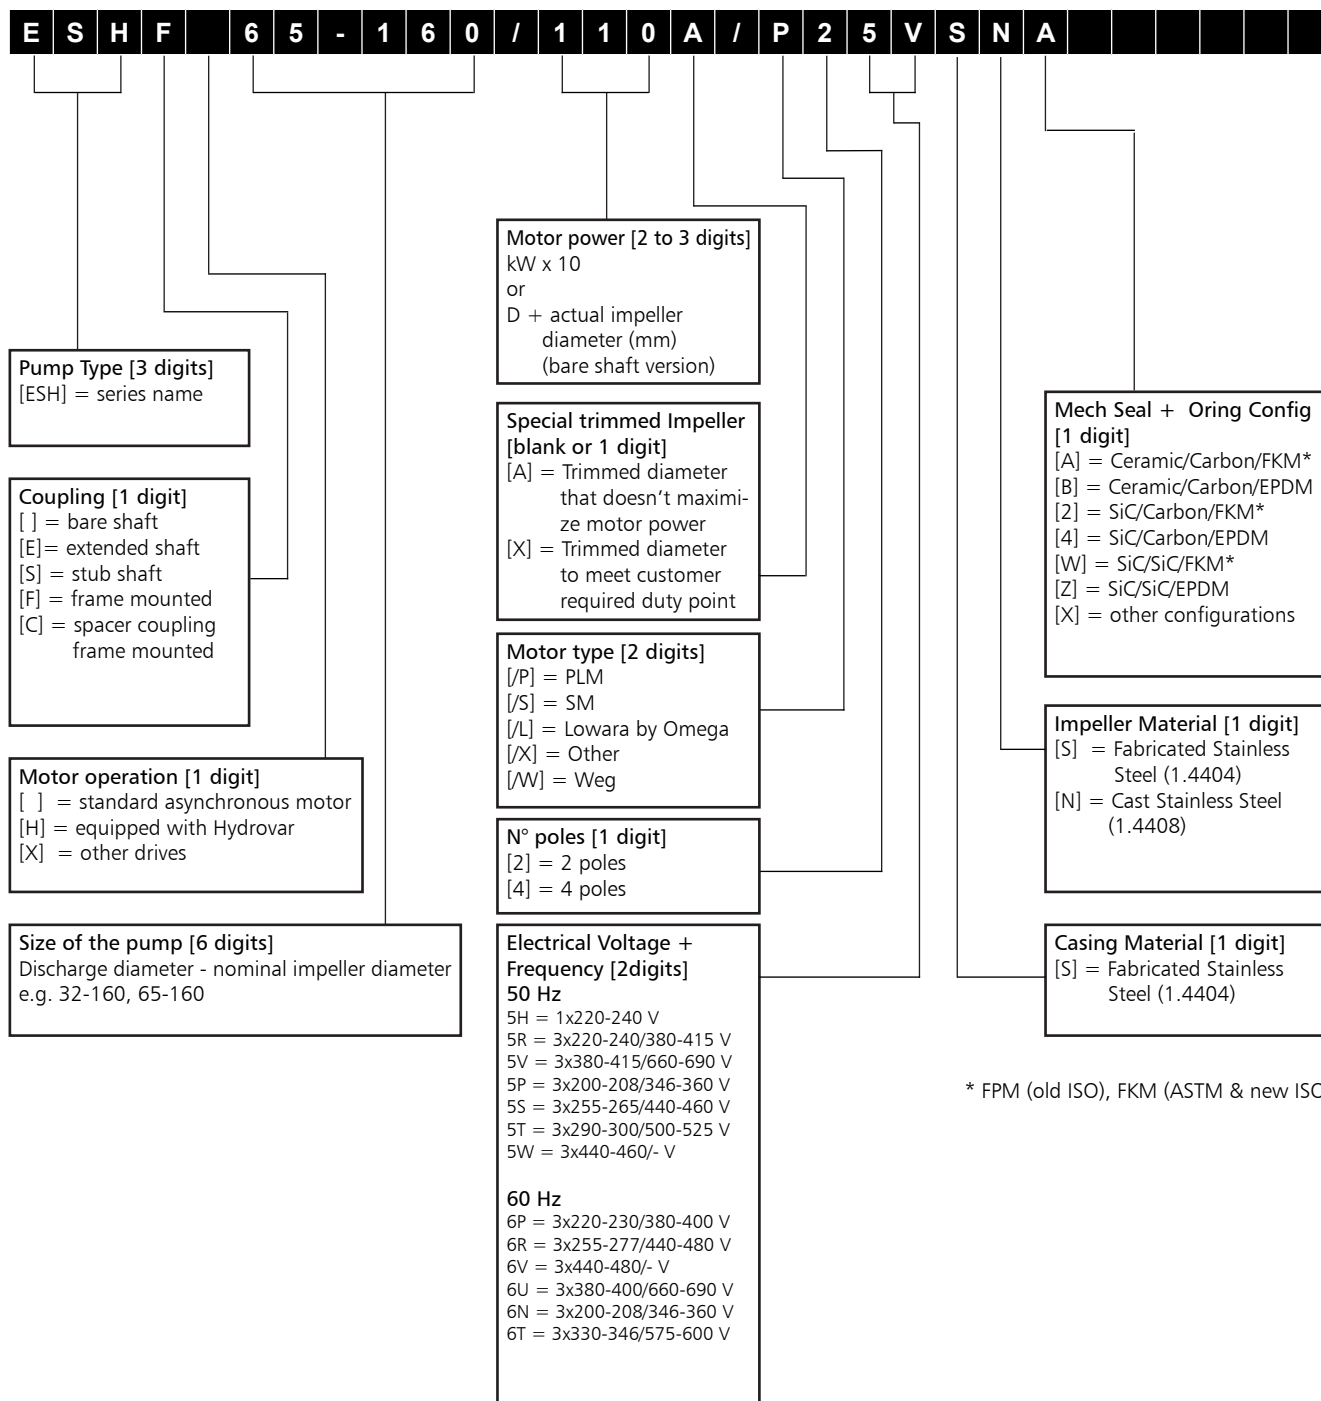 E S H F 6 5 - 1 6 0 / 1 1 0 A / P 2 5 V S N A
Pump Type [3 digits]
[ESH] = series name
Coupling [1 digit]
[ ] = bare shaft
[E]= extended shaft
[S] = stub shaft
[F] = frame mounted
[C] = spacer coupling
frame mounted
Motor operation [1 digit]
[ ] = standard asynchronous motor
[H] = equipped with Hydrovar
[X] = other drives
Size of the pump [6 digits]
Discharge diameter - nominal impeller diameter
e.g. 32-160, 65-160
Motor power [2 to 3 digits]
kW x 10
or
D + actual impeller
diameter (mm)
(bare shaft version)
Special trimmed Impeller
[blank or 1 digit]
[A] = Trimmed diameter
that doesn't maximi-
ze motor power
[X] = Trimmed diameter
to meet customer
required duty point
Motor type [2 digits]
[/P] = PLM
[/S] = SM
[/L] = Lowara by Omega
[/X] = Other
[/W] = Weg
N° poles [1 digit]
[2] = 2 poles
[4] = 4 poles
Electrical Voltage +
Frequency [2digits]
50 Hz
5H = 1x220-240 V
5R = 3x220-240/380-415 V
5V = 3x380-415/660-690 V
5P = 3x200-208/346-360 V
5S = 3x255-265/440-460 V
5T = 3x290-300/500-525 V
5W = 3x440-460/- V
60 Hz
6P = 3x220-230/380-400 V
6R = 3x255-277/440-480 V
6V = 3x440-480/- V
6U = 3x380-400/660-690 V
6N = 3x200-208/346-360 V
6T = 3x330-346/575-600 V
Mech Seal + Oring Config
[1 digit]
[A] = Ceramic/Carbon/FKM*
[B] = Ceramic/Carbon/EPDM
[2] = SiC/Carbon/FKM*
[4] = SiC/Carbon/EPDM
[W] = SiC/SiC/FKM*
[Z] = SiC/SiC/EPDM
[X] = other configurations
Impeller Material [1 digit]
[S] = Fabricated Stainless
Steel (1.4404)
[N] = Cast Stainless Steel
(1.4408)
Casing Material [1 digit]
[S] = Fabricated Stainless
Steel (1.4404)
* FPM (old ISO), FKM (ASTM & new ISO